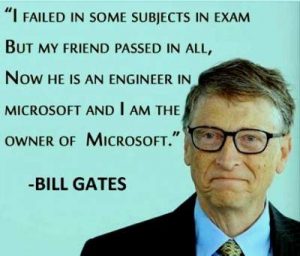 “I FAILED IN SOME SUBJECTS IN EXAM
BUT MY FRIEND PASSED IN ALL,
NOW HE IS AN ENGINEER IN
MICROSOFT AND I AM THE
OWNER OF MICROSOFT.”
-BILL GATES